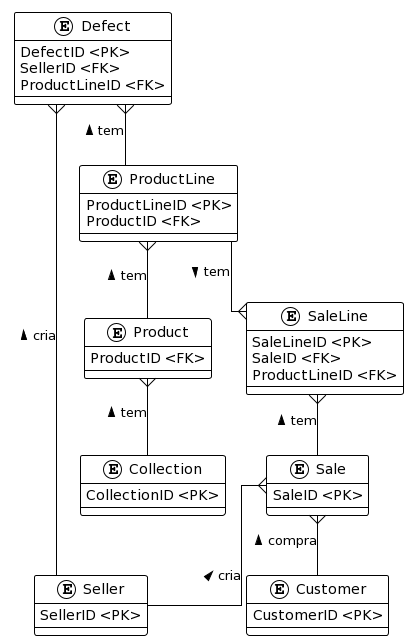 E Defect
DefectID <PK>
SellerID <FK>
ProductLineID <FK>
tem
E ProductLine
ProductLineID <PK>
ProductID <FK>
tem
tem
E SaleLine
SaleLineID <PK>
SaleID <FK>
ProductLineID <FK>
E Product
ProductID <FK>
cria
tem
tem
E Collection
CollectionID <PK>
E Sale
SaleID <PK>
compra
cria
E Seller
SellerID <PK>
E Customer
CustomerID <PK>